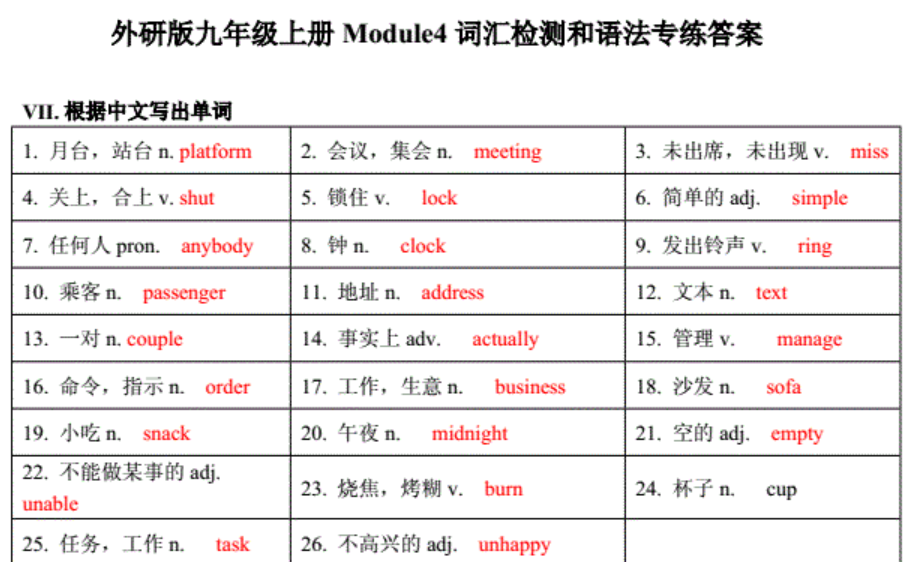 外研版九年级上册 Module4 词汇检测和语法专练答案
VII. 根据中文写出单词
1. 月台，站台 n. platform
2. 会议，集会 n. meeting
3. 未出席，未出现 v. miss
4. 关上，合上 v. shut
5. 锁住 v. lock
6. 简单的 adj. simple
7. 任何人 pron. anybody
8. 钟 n. clock
9. 发出铃声 v. ring
10. 乘客 n. passenger
11. 地址 n. address
12. 文本 n. text
13. 一对 n. couple
14. 事实上 adv. actually
15. 管理 v. manage
16. 命令，指示 n. order
17. 工作，生意 n. business
18. 沙发 n. sofa
19. 小吃 n. snack
20. 午夜 n. midnight
21. 空的 adj. empty
22. 不能做某事的 adj.
unable
23. 烧焦，烤糊 v. burn
24. 杯子 n. cup
25. 任务，工作 n. task
26. 不高兴的 adj. unhappy